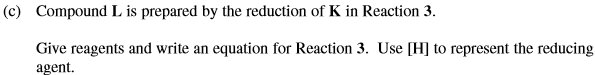 (c) Compound L is prepared by the reduction of K in Reaction 3.
Give reagents and write an equation for Reaction 3. Use [H] to represent the reducing
agent.